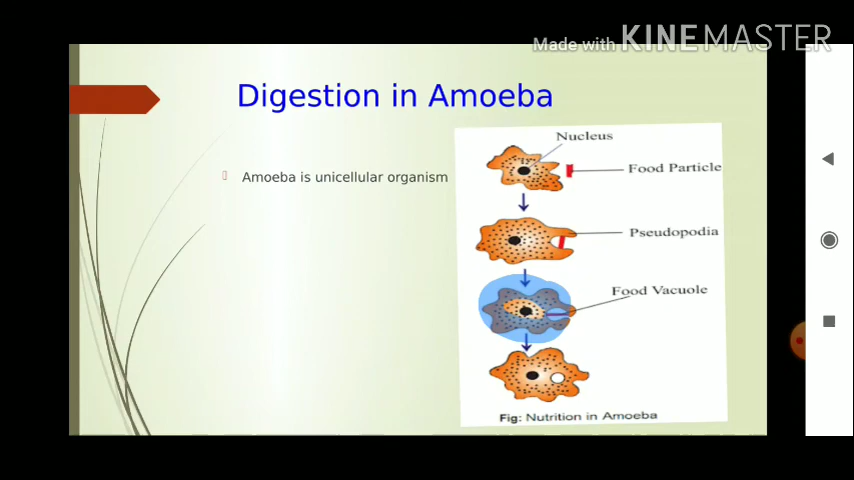 Made with KINEMASTER
Digestion in Amoeba
Nucleus
Food Particle
Amoeba is unicellular organism
Pseudopodia
Food Vacuole
Fig: Nutrition in Amoeba